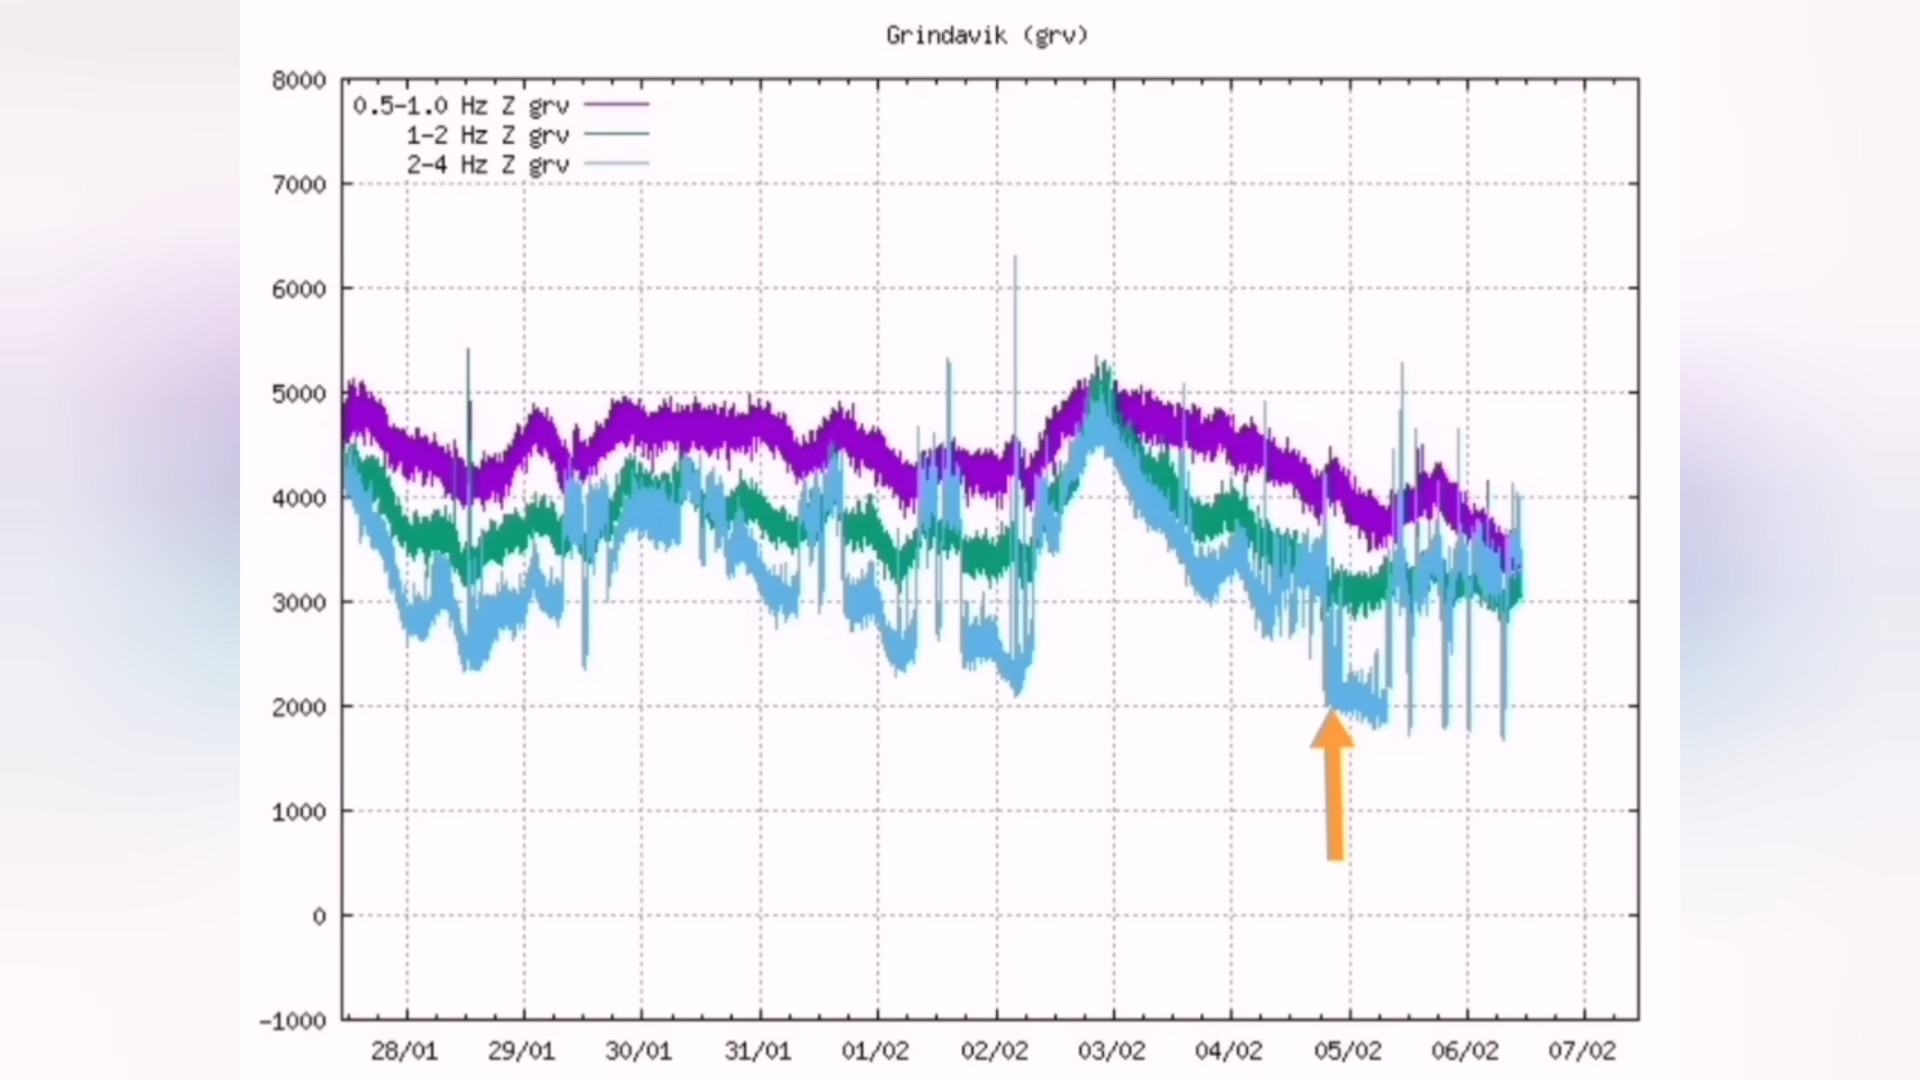 Grindavik (grv)
8000
0.5-1.0 Hz Z grv
1-2 Hz Z grv
2-4 Hz Z grv
7000
6000
5000
4000
3000
2000
1000
0
-1000
28/01 29/01 30/01 31/01 01/02 02/02 03/02 04/02 05/02 06/02 07/02